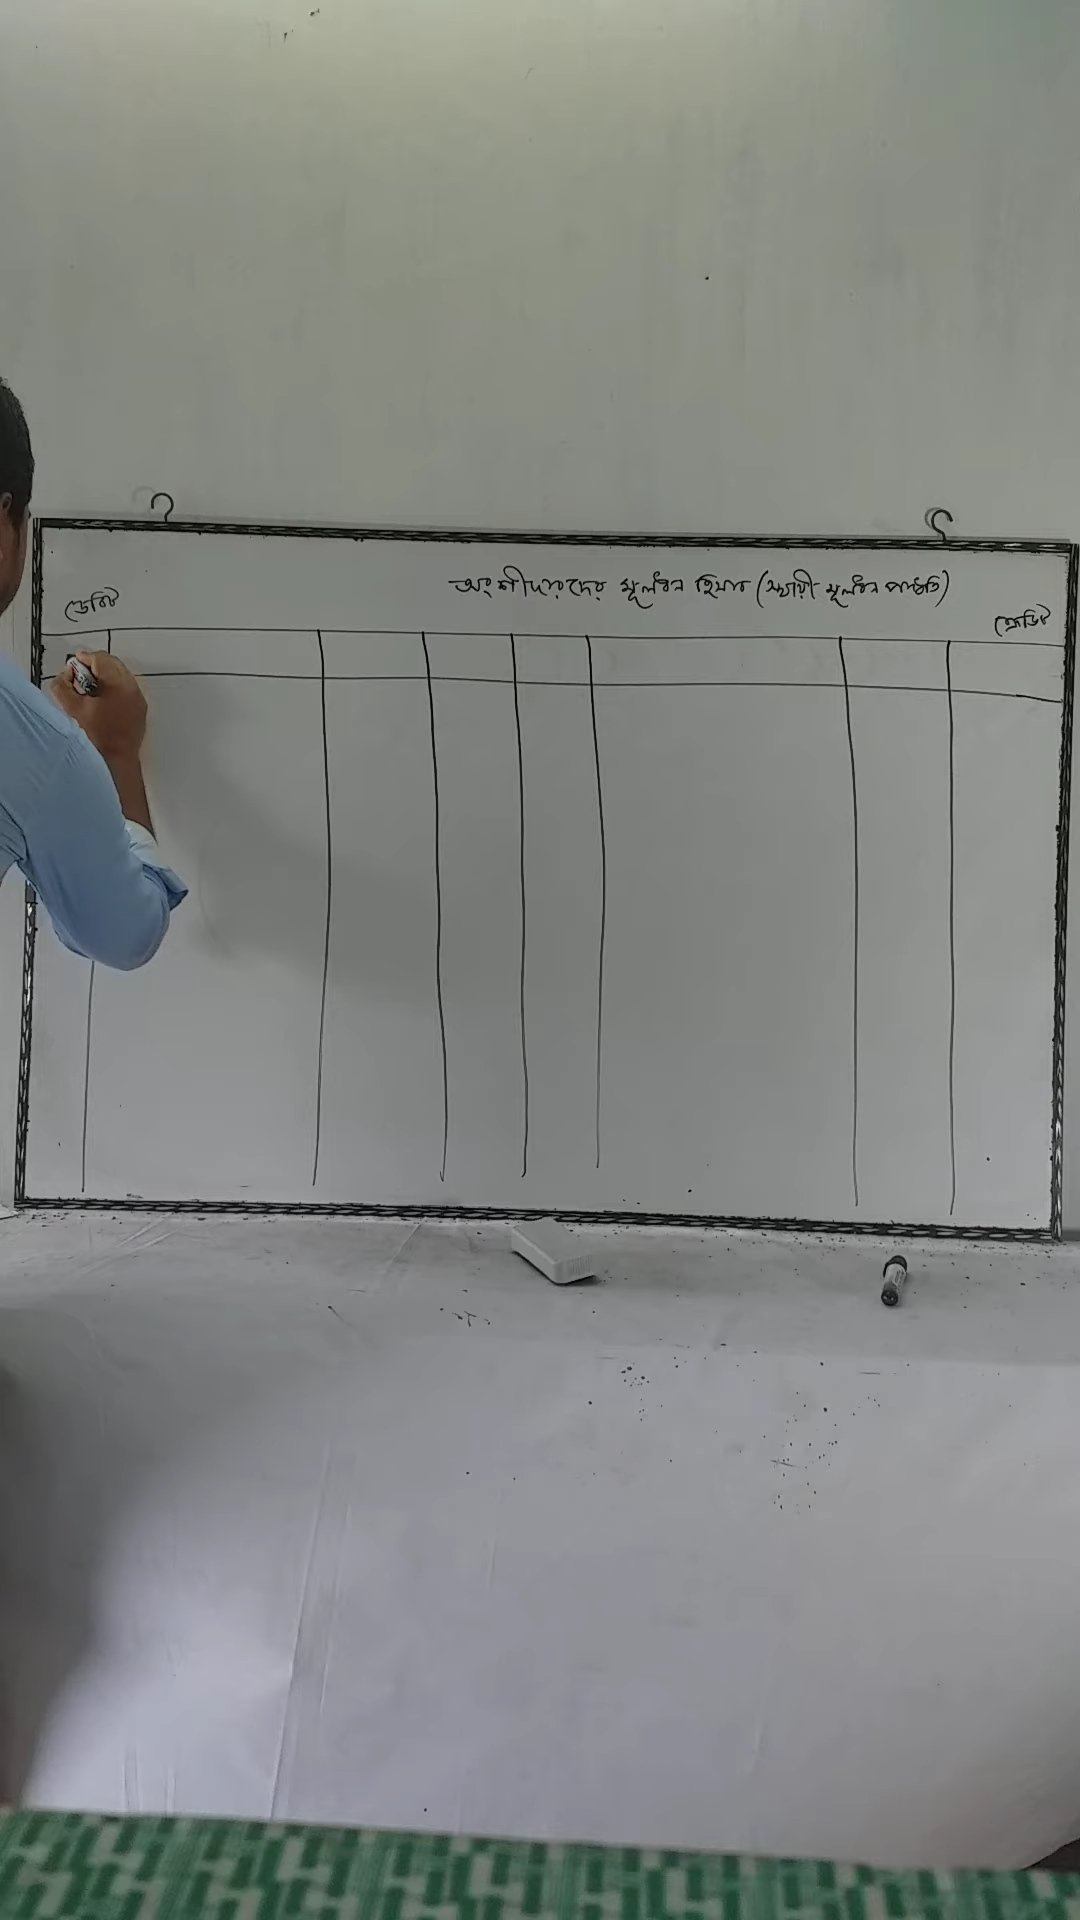 অংশীদারদের মূলধন হিসাব (স্থায়ী মূলধন পদ্ধতি)
ডেবিট
ক্রেডিট